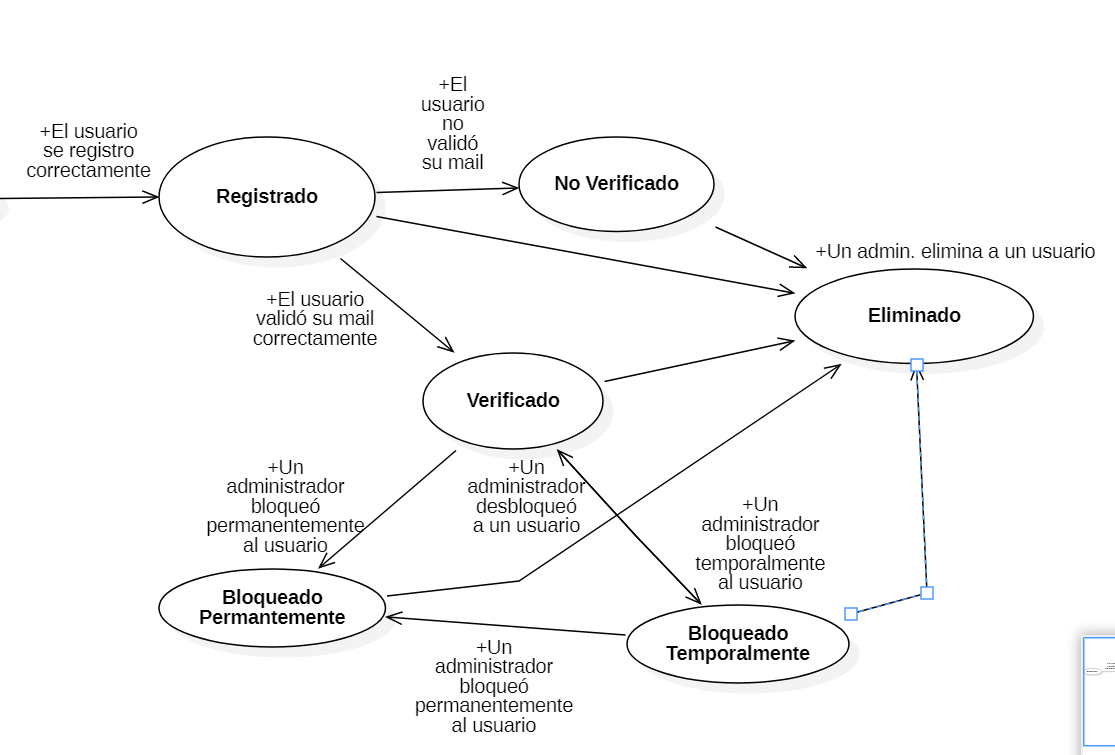 +El
usuario
no
validó
su mail
+El usuario
se registro
correctamente
Registrado
No Verificado
+Un admin. elimina a un usuario
Eliminado
+El usuario
validó su mail
correctamente
Verificado
+Un
administrador
bloqueó
permanentemente
al usuario
+Un
administrador
desbloqueó
a un usuario
+Un
administrador
bloqueó
temporalmente
al usuario
Bloqueado
Permantemente
Bloqueado
Temporalmente
+Un
administrador
bloqueó
permanentemente
al usuario